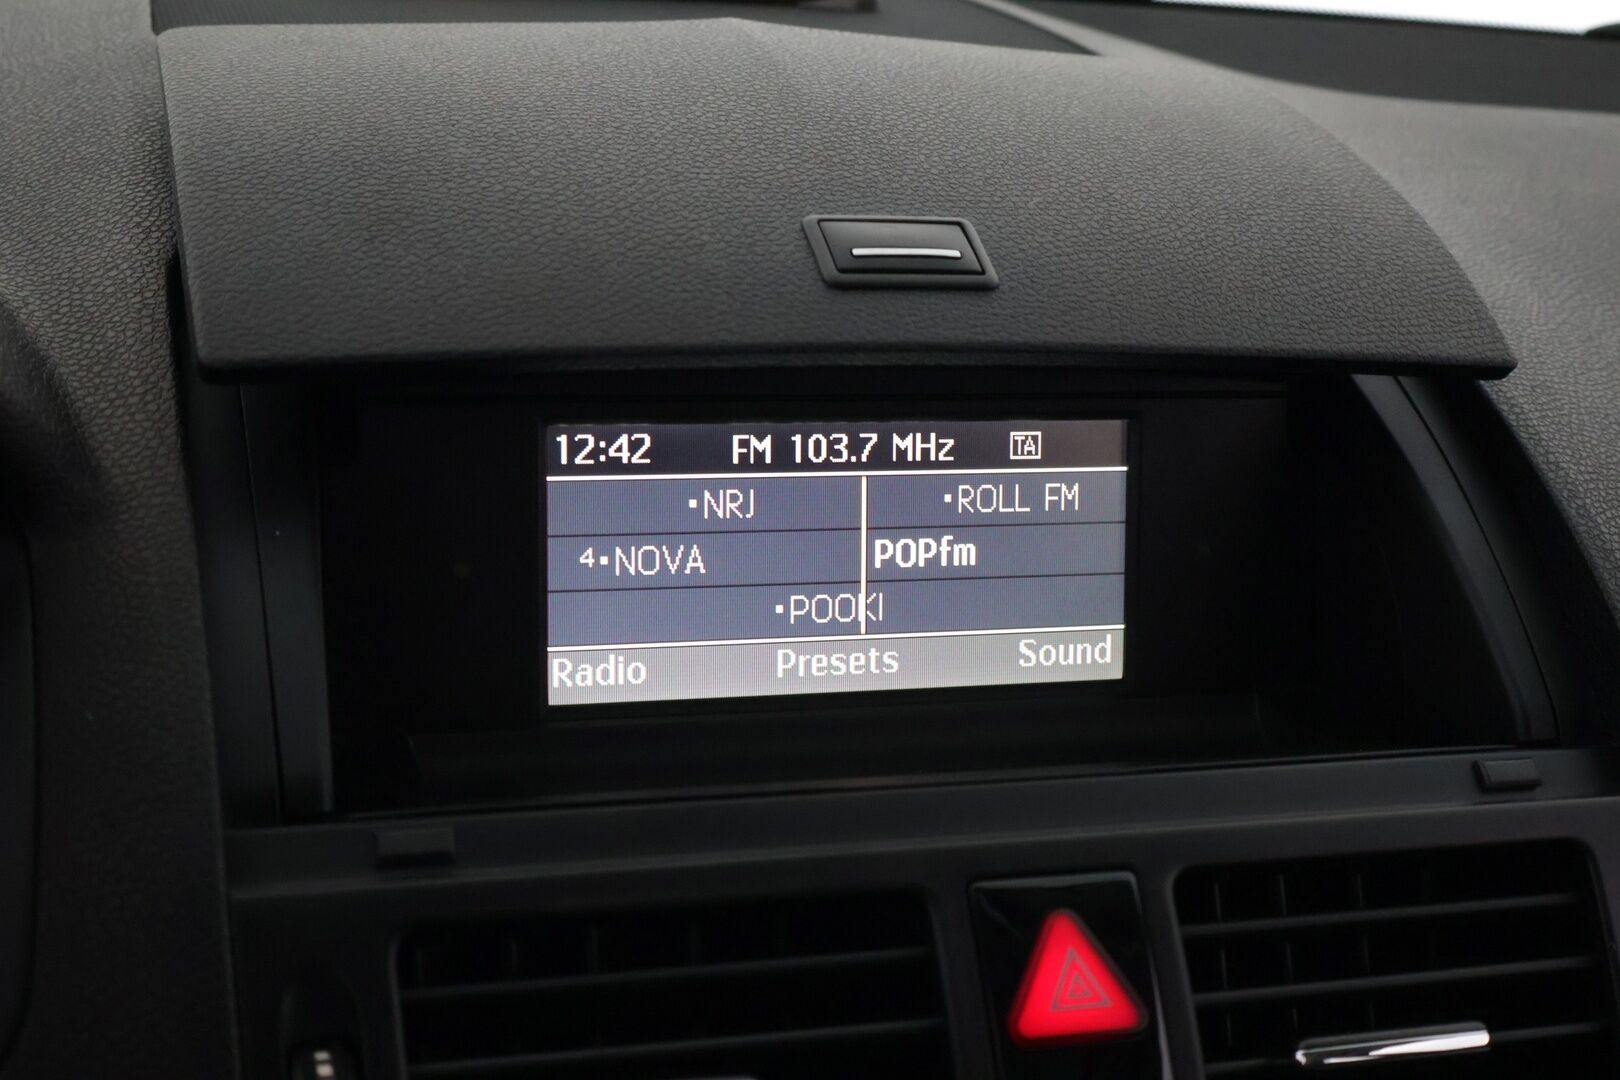 12:42 FM 103.7 MHz TA
•NRJ •ROLL FM
4•NOVA POPfm
•POOKI
Radio Presets Sound